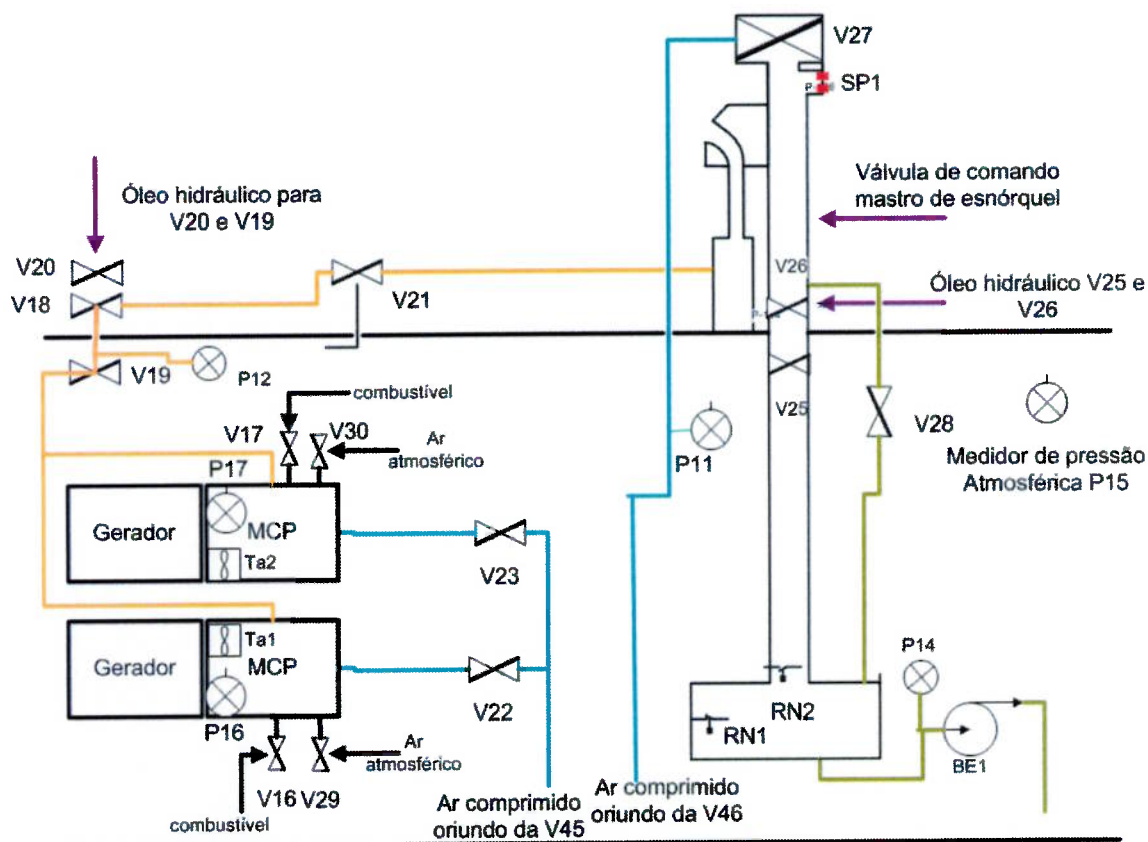 V27
SP1
Óleo hidráulico para
V20 e V19
Válvula de comando
mastro de esnórquel
V20
V18
V21
V26
Óleo hidráulico V25 e
V26
V19
P12
combustível
V25
V17
V30
Ar
atmosférico
P11
V28
Medidor de pressão
Atmosférica P15
P17
Gerador
MCP
Ta2
V23
Gerador
Ta1
MCP
P16
V22
P14
RN2
RN1
BE1
Ar
atmosférico
V16
V29
combustível
Ar comprimido
oriundo da V45
Ar comprimido
oriundo da V46